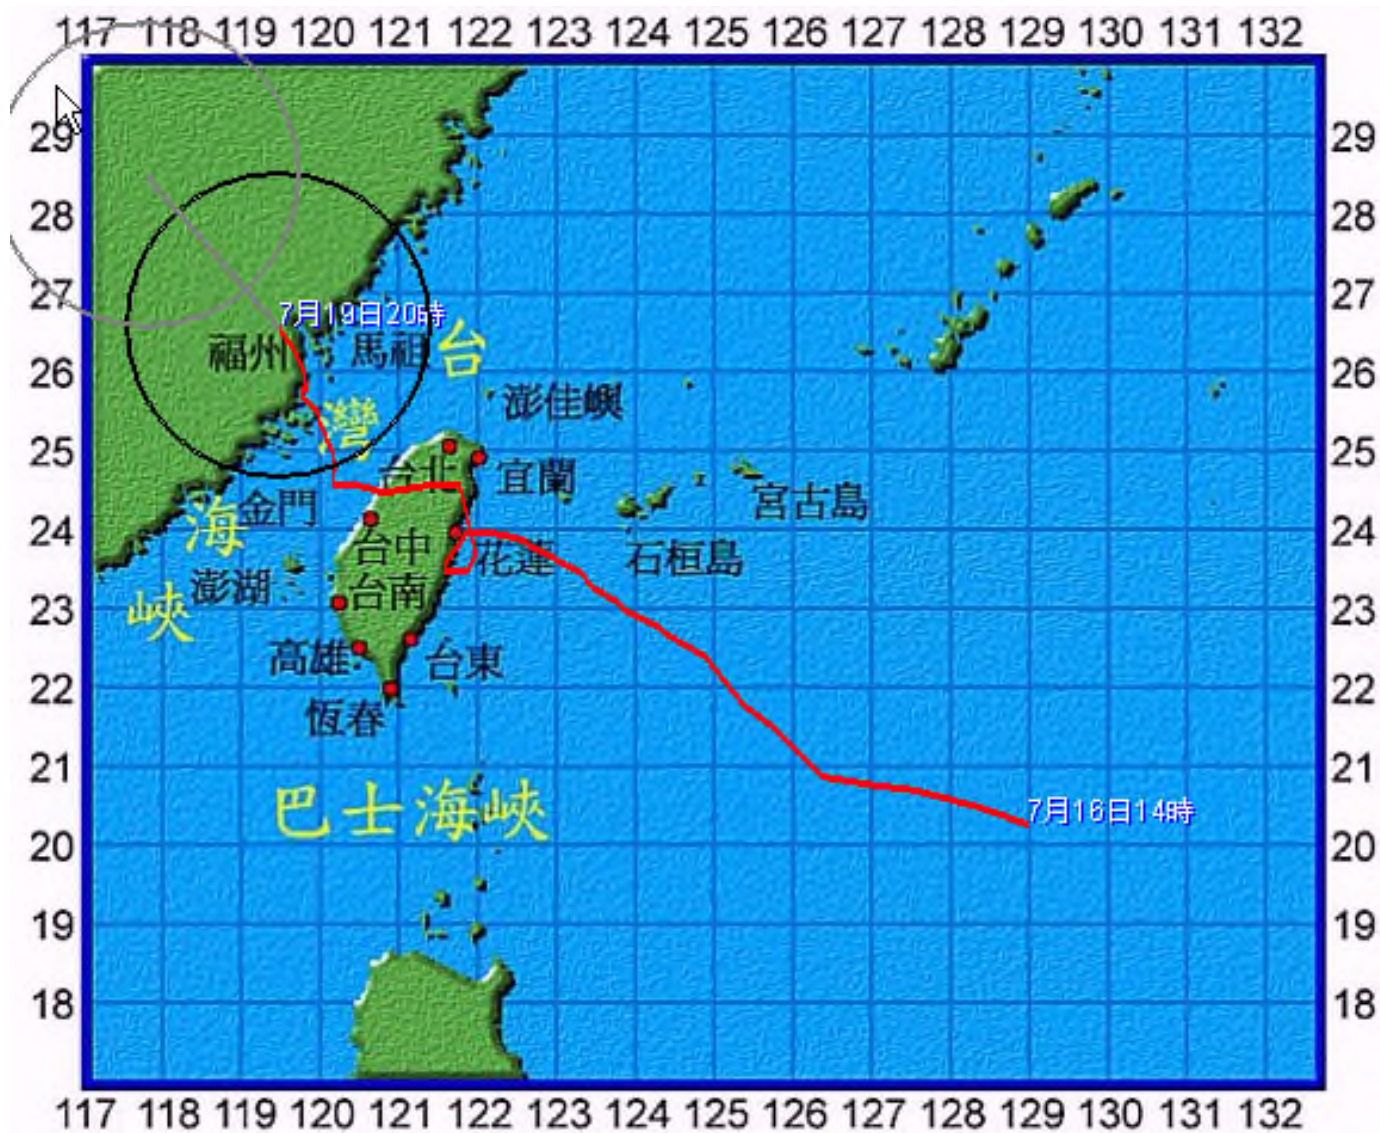 117 118 119 120 121 122 123 124 125 126 127 128 129 130 131 132
29 29
28 28
27 27
7月19日20時
福州 馬祖 台
26 26
澎佳嶼
灣
25 25
台北 宜蘭
金門 宮古島
海
24 24
台中 花蓮 石桓島
澎湖 台南
峽
23 23
高雄 台東
22 22
恆春
21 21
巴士海峽
7月16日14時
20 20
19 19
18 18
117 118 119 120 121 122 123 124 125 126 127 128 129 130 131 132